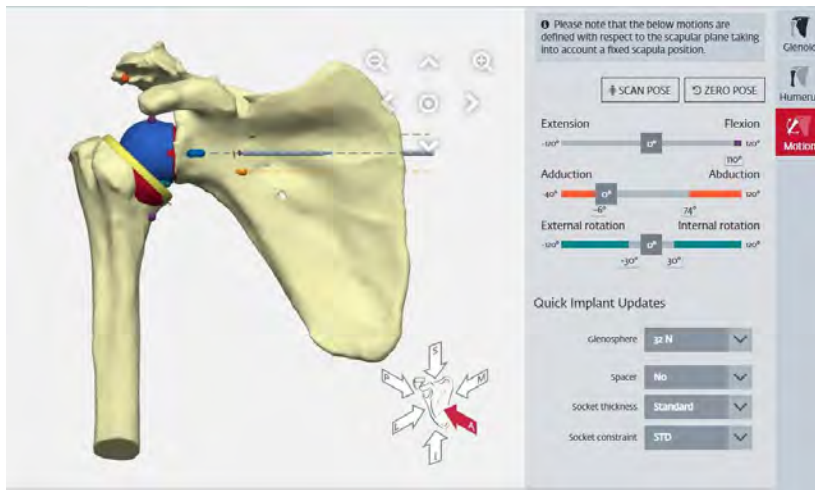 Please note that the below motions are
defined with respect to the scapular plane taking
into account a fixed scapula position.
SCAN POSE
ZERO POSE
Extension
Flexion
-120°
0°
120°
110°
Adduction
Abduction
-40°
0°
120°
-6°
74°
External rotation
Internal rotation
-120°
0°
120°
-30°
30°
Quick Implant Updates
Glenosphere
32 N
Spacer
No
Socket thickness
Standard
Socket constraint
STD
Glenoid
Humeru
Motion
S
P
M
L
A
I